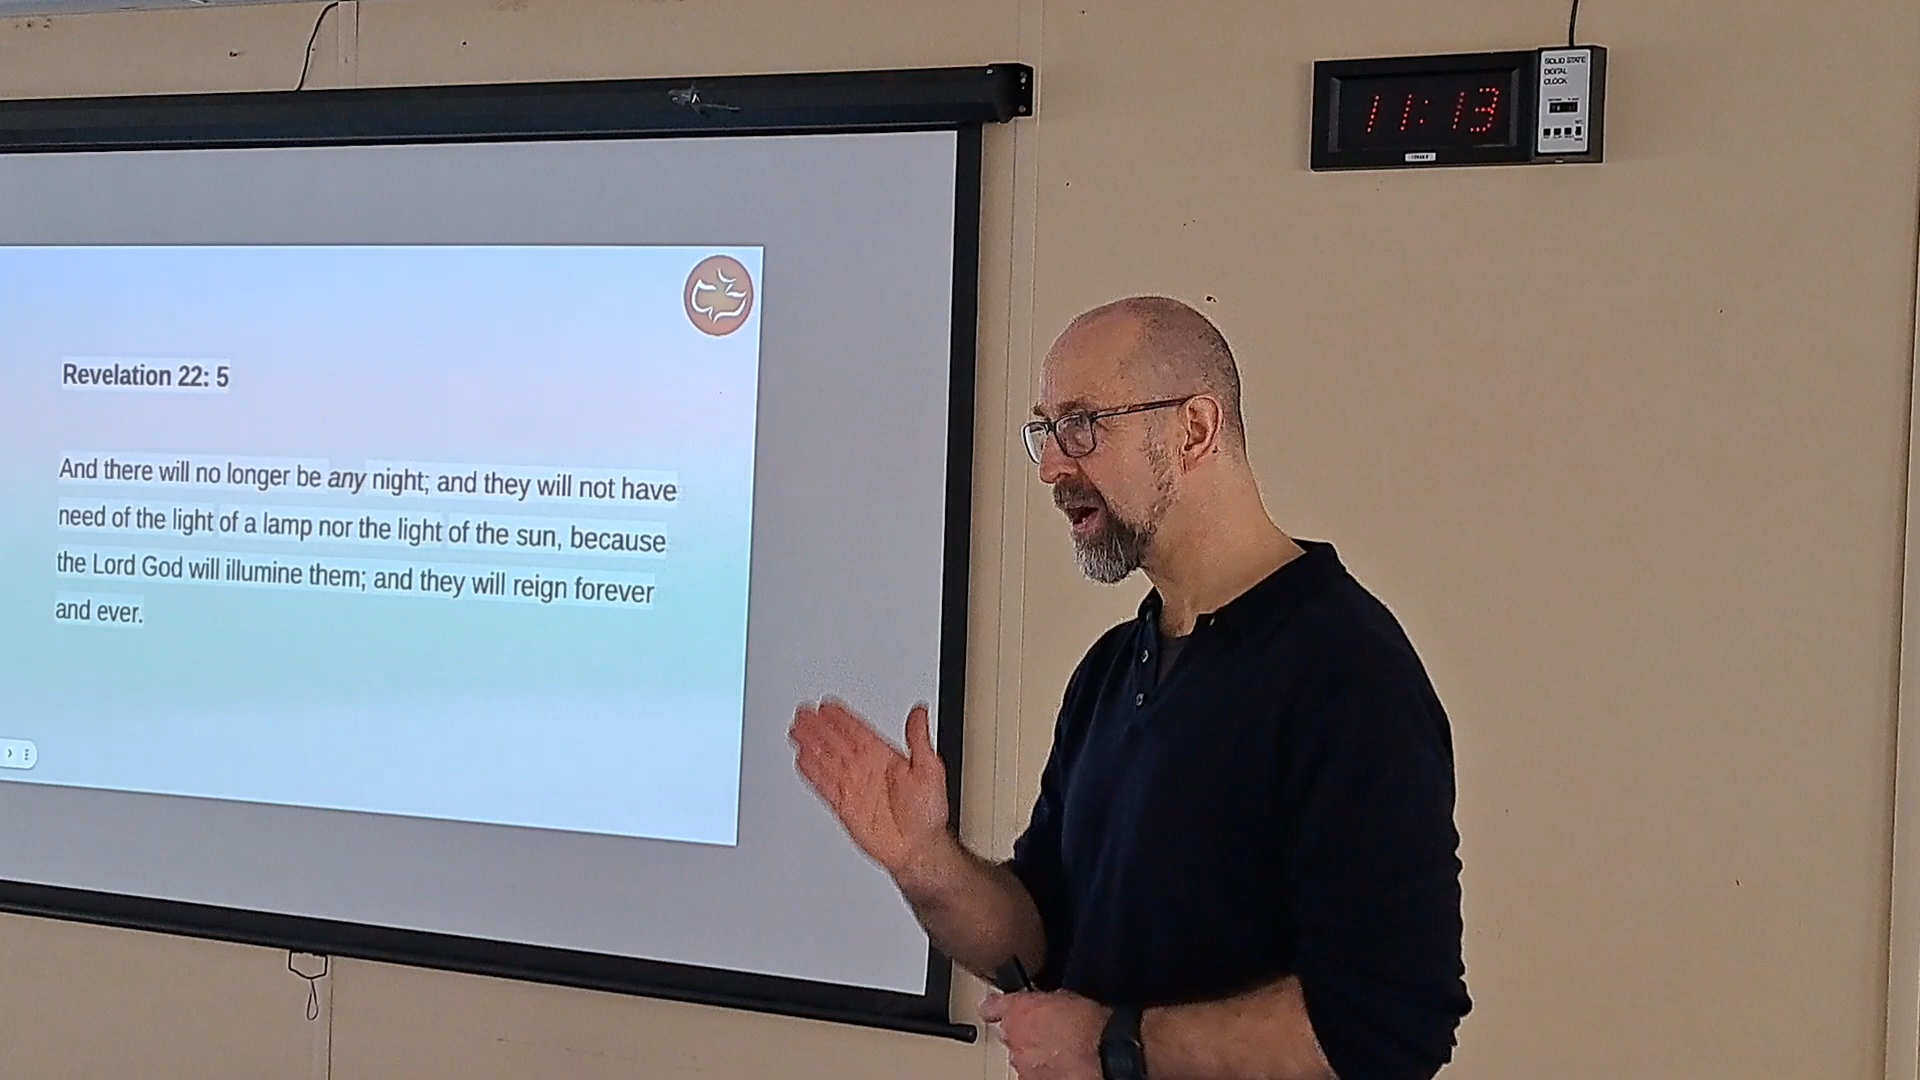 Revelation 22: 5
And there will no longer be any night; and they will not have
need of the light of a lamp nor the light of the sun, because
the Lord God will illumine them; and they will reign forever
and ever.
11:13
SOLID STATE
DIGITAL
CLOCK